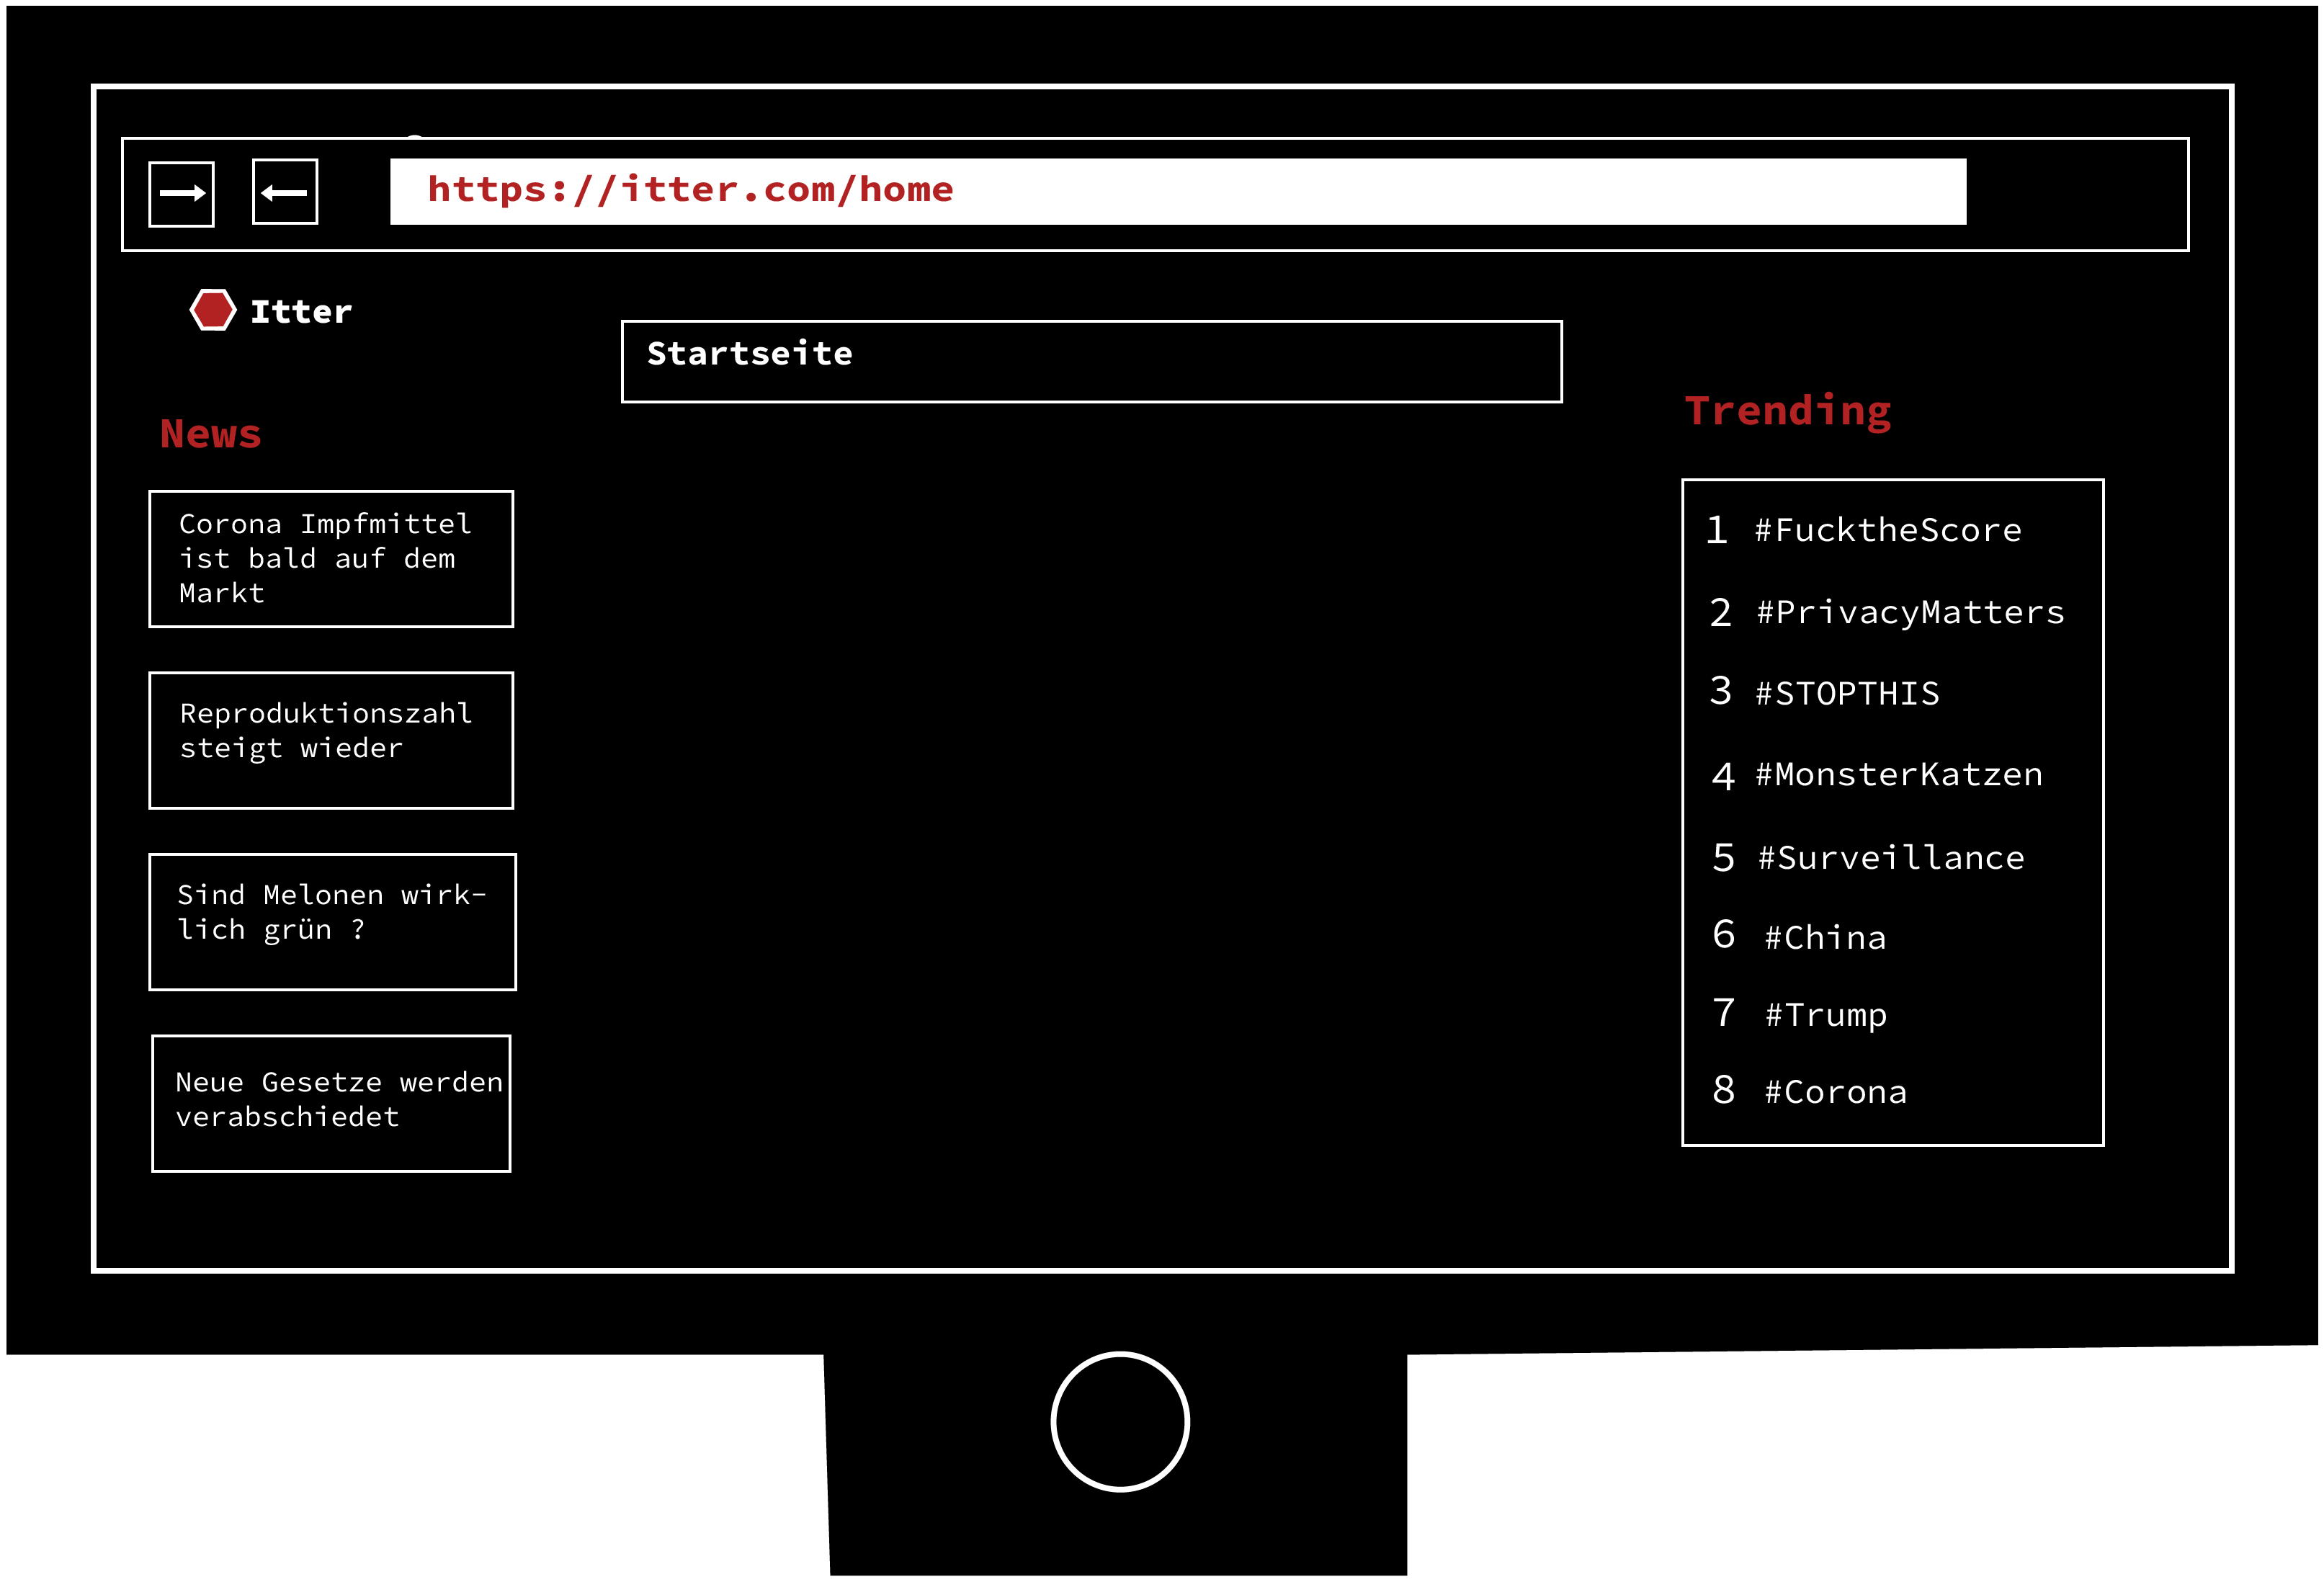 https://itter.com/home
Itter
Startseite
News
Corona Impfmittel
ist bald auf dem
Markt
Reproduktionszahl
steigt wieder
Sind Melonen wirk-
lich grün ?
Neue Gesetze werden
verabschiedet
Trending
1 #FucktheScore
2 #PrivacyMatters
3 #STOPTHIS
4 #MonsterKatzen
5 #Surveillance
6 #China
7 #Trump
8 #Corona